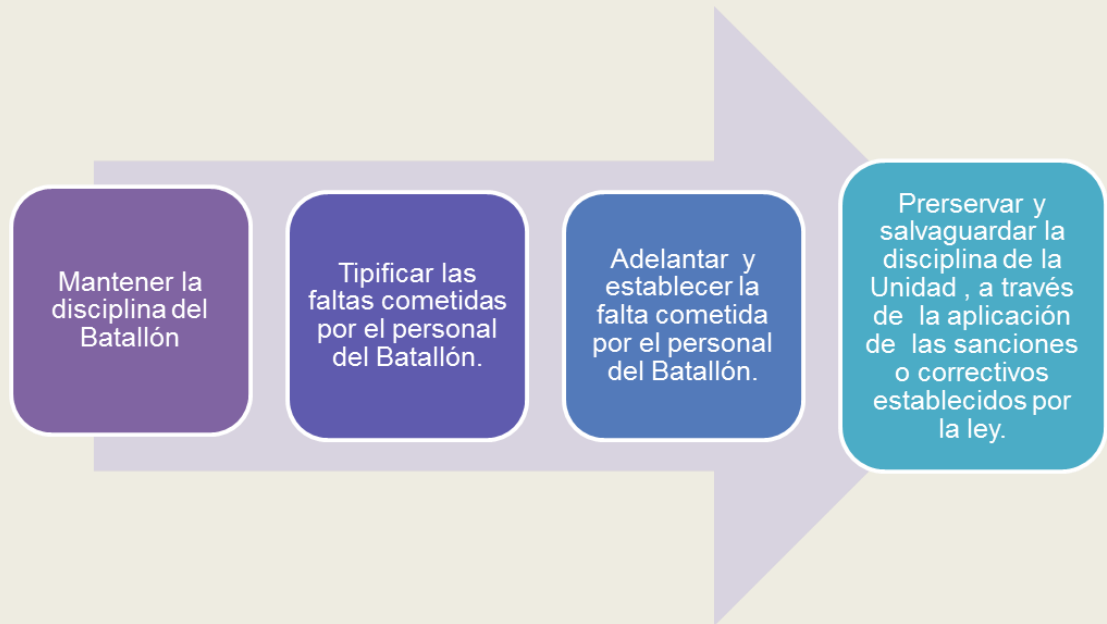 Mantener la
disciplina del
Batallón
Tipificar las
faltas cometidas
por el personal
del Batallón.
Adelantar y
establecer la
falta cometida
por el personal
del Batallón.
Prerservar y
salvaguardar la
disciplina de la
Unidad , a través
de la aplicación
de las sanciones
o correctivos
establecidos por
la ley.